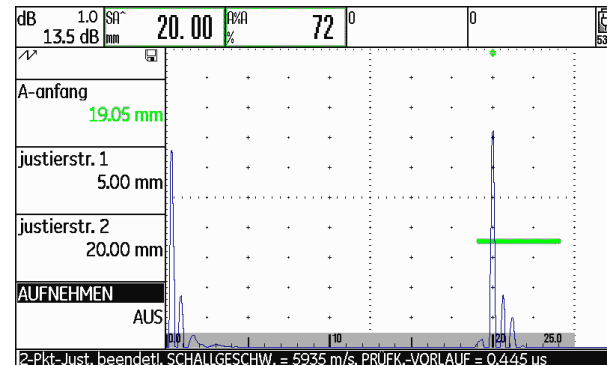 dB 1.0 SA^ A%A 0 0
13.5 dB mm 20.00 % 72
53
A-anfang
19.05 mm
justierstr. 1
5.00 mm
justierstr. 2
20.00 mm
AUFNEHMEN
AUS
0.0 10 20 25.0
2-Pkt-Just. beendetl. SCHALLGESCHW. = 5935 m/s, PRÜFK.-VORLAUF = 0,445 us